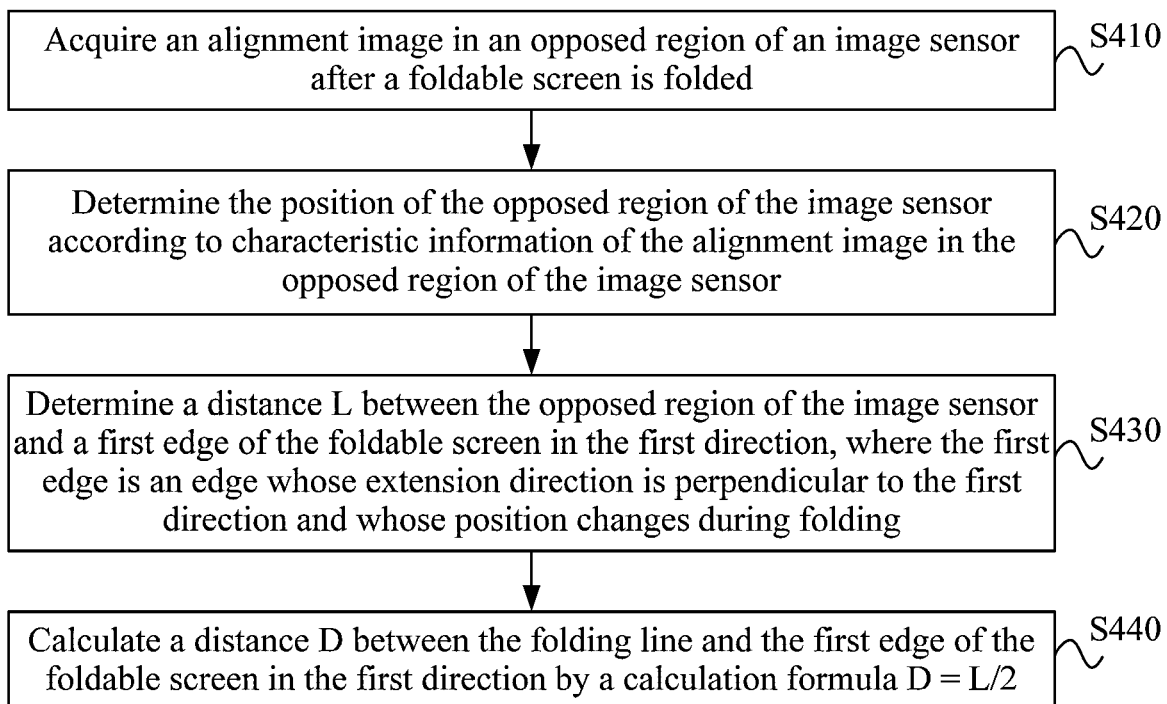 Acquire an alignment image in an opposed region of an image sensor
after a foldable screen is folded
S410
Determine the position of the opposed region of the image sensor
according to characteristic information of the alignment image in the
opposed region of the image sensor
S420
Determine a distance L between the opposed region of the image sensor
and a first edge of the foldable screen in the first direction, where the first
edge is an edge whose extension direction is perpendicular to the first
direction and whose position changes during folding
S430
Calculate a distance D between the folding line and the first edge of the
foldable screen in the first direction by a calculation formula D = L/2
S440